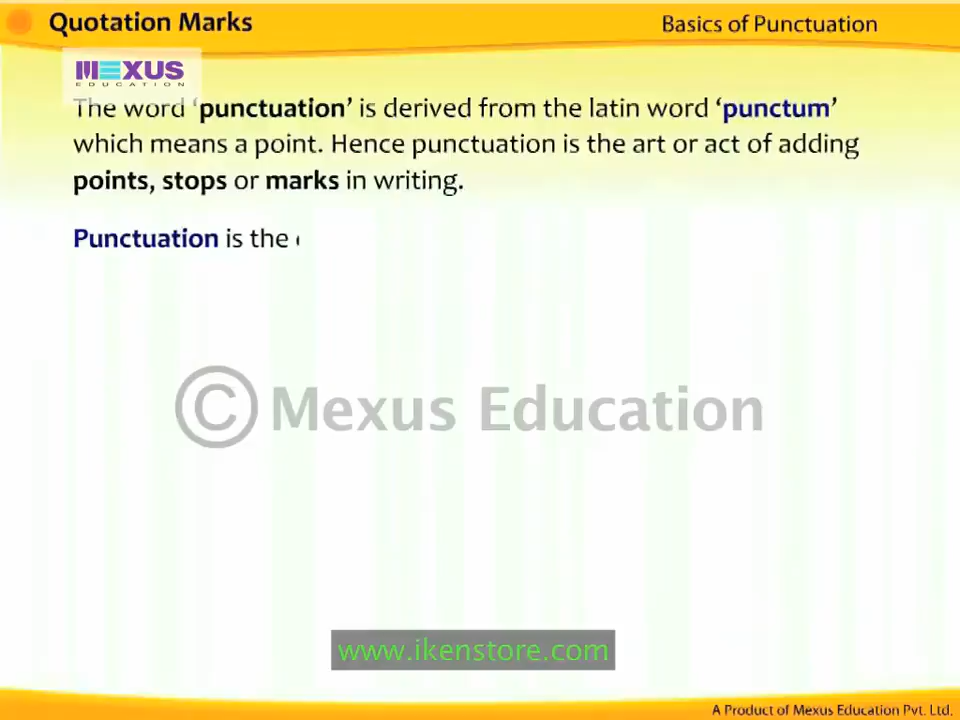 Quotation Marks
Basics of Punctuation
MEXUS
EDUCATION
The word ‘punctuation’ is derived from the latin word ‘punctum’
which means a point. Hence punctuation is the art or act of adding
points, stops or marks in writing.
Punctuation is the
© Mexus Education
www.ikenstore.com
A Product of Mexus Education Pvt. Ltd.